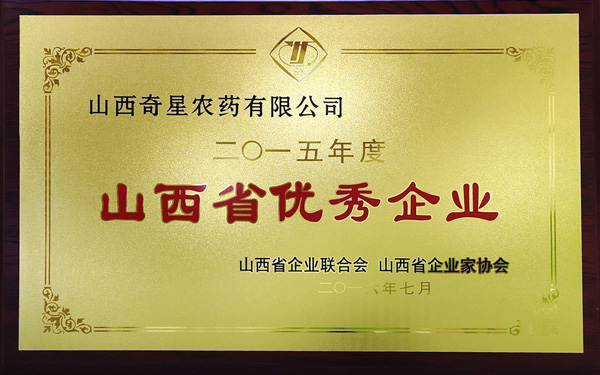 山西奇星农药有限公司
二〇一五年度
山西省优秀企业
山西省企业联合会 山西省企业家协会
二〇一六年七月